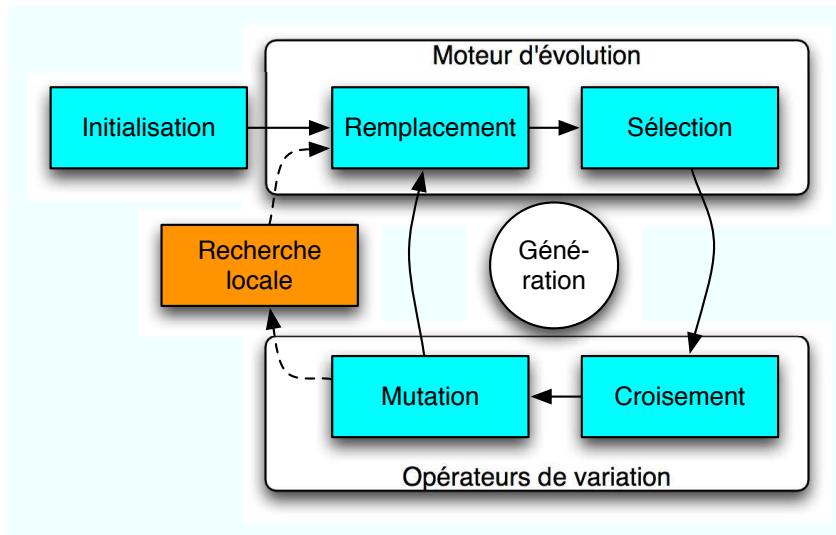 Moteur d'évolution
Initialisation
Remplacement
Sélection
Recherche
locale
Géné-
ration
Mutation
Croisement
Opérateurs de variation